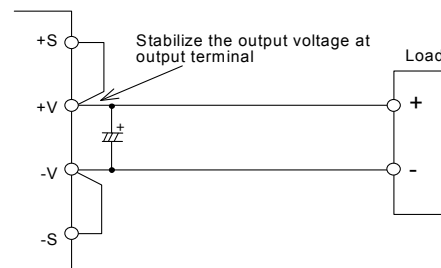 +S
Stabilize the output voltage at
output terminal
Load
+V
+
+
-V
-
-S